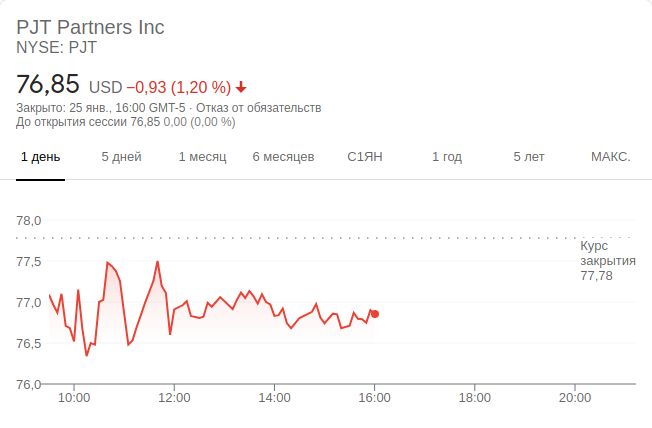 PJT Partners Inc
NYSE: PJT
76,85 USD −0,93 (1,20 %)
Закрыто: 25 янв., 16:00 GMT-5 · Отказ от обязательств
До открытия сессии 76,85 0,00 (0,00 %)
1 день 5 дней 1 месяц 6 месяцев С1ЯН 1 год 5 лет МАКС.
78,0
Курс
закрытия
77,78
77,5
77,0
76,5
76,0
10:00 12:00 14:00 16:00 18:00 20:00